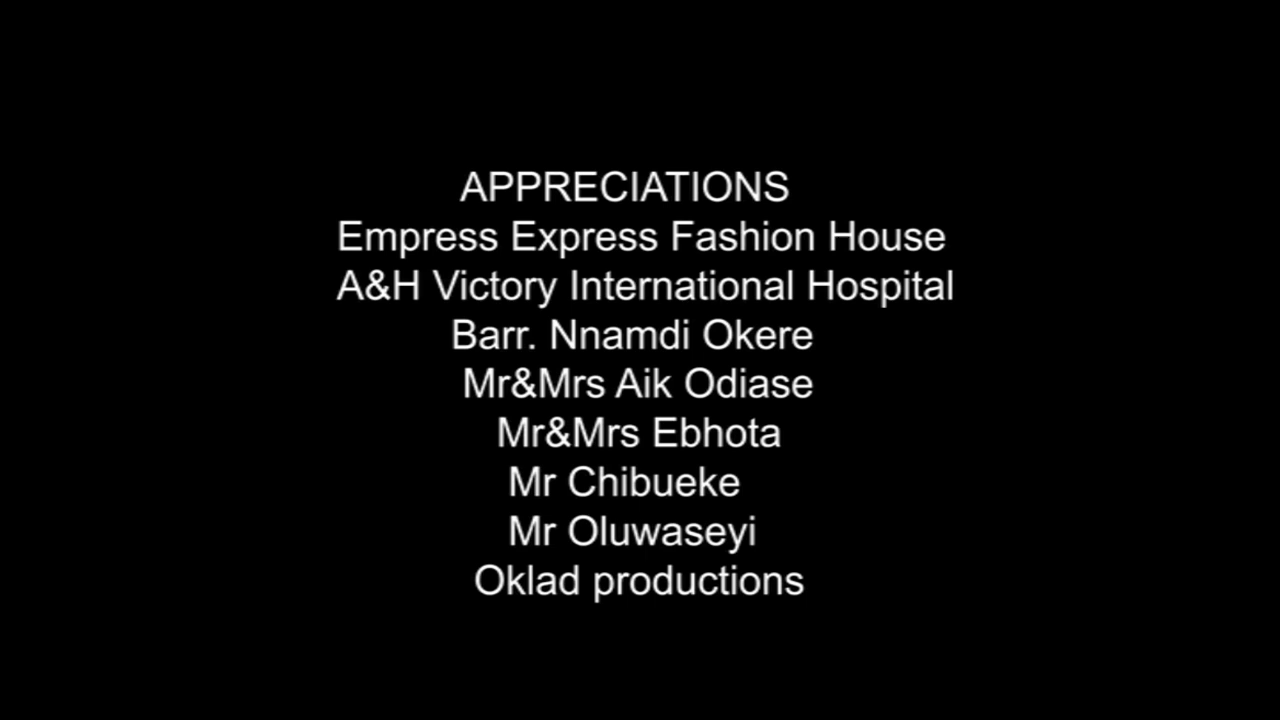 APPRECIATIONS
Empress Express Fashion House
A&H Victory International Hospital
Barr. Nnamdi Okere
Mr&Mrs Aik Odiase
Mr&Mrs Ebhota
Mr Chibueke
Mr Oluwaseyi
Oklad productions